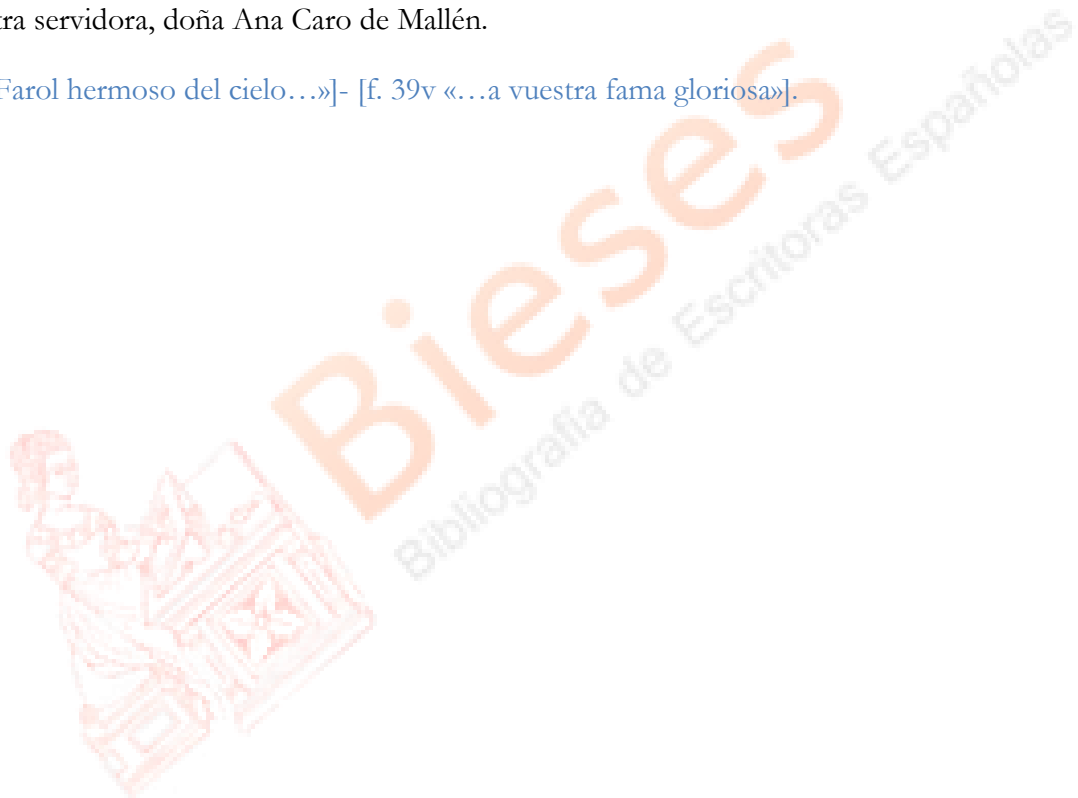 tra servidora, doña Ana Caro de Mallén.
Farol hermoso del cielo…»]- [f. 39v «…a vuestra fama gloriosa»].
Bieses
Bibliografía de Escritoras Españolas